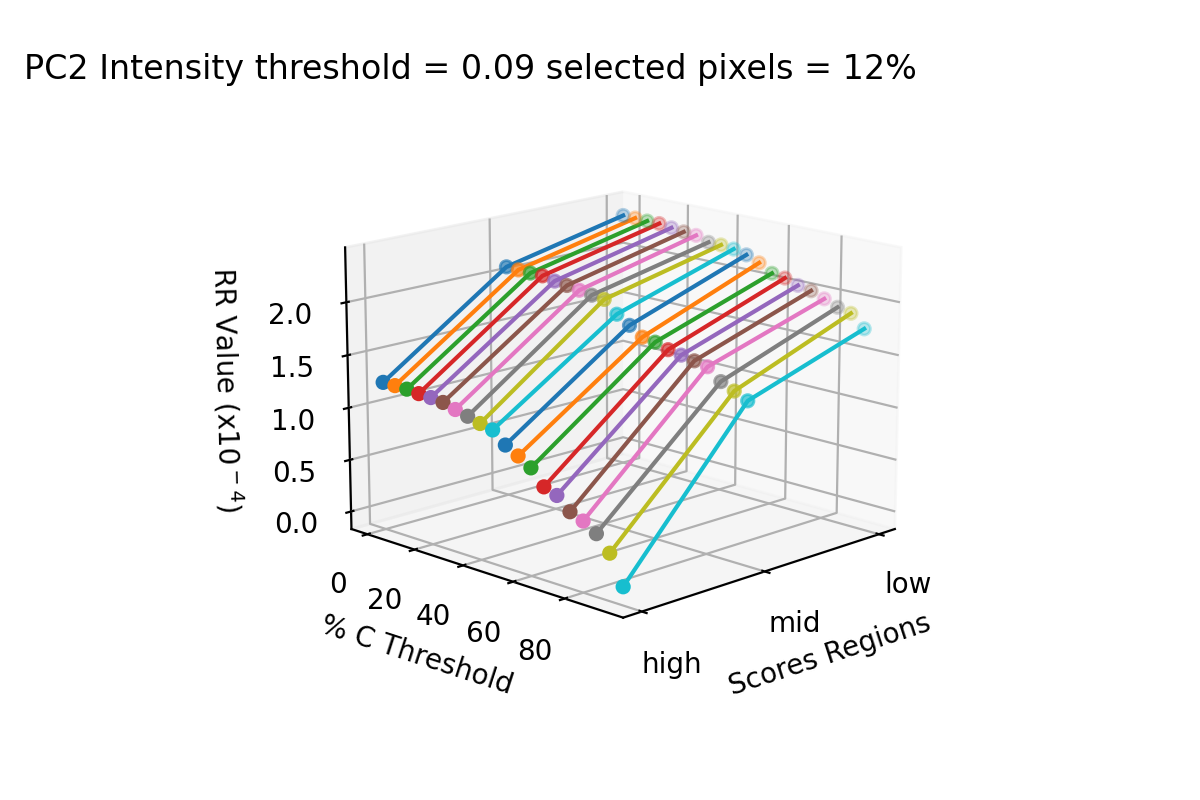 PC2 Intensity threshold = 0.09 selected pixels = 12%
RR Value (x10⁻⁴)
2.0
1.5
1.0
0.5
0.0
0
20
40
60
80
% C Threshold
high
mid
low
Scores Regions